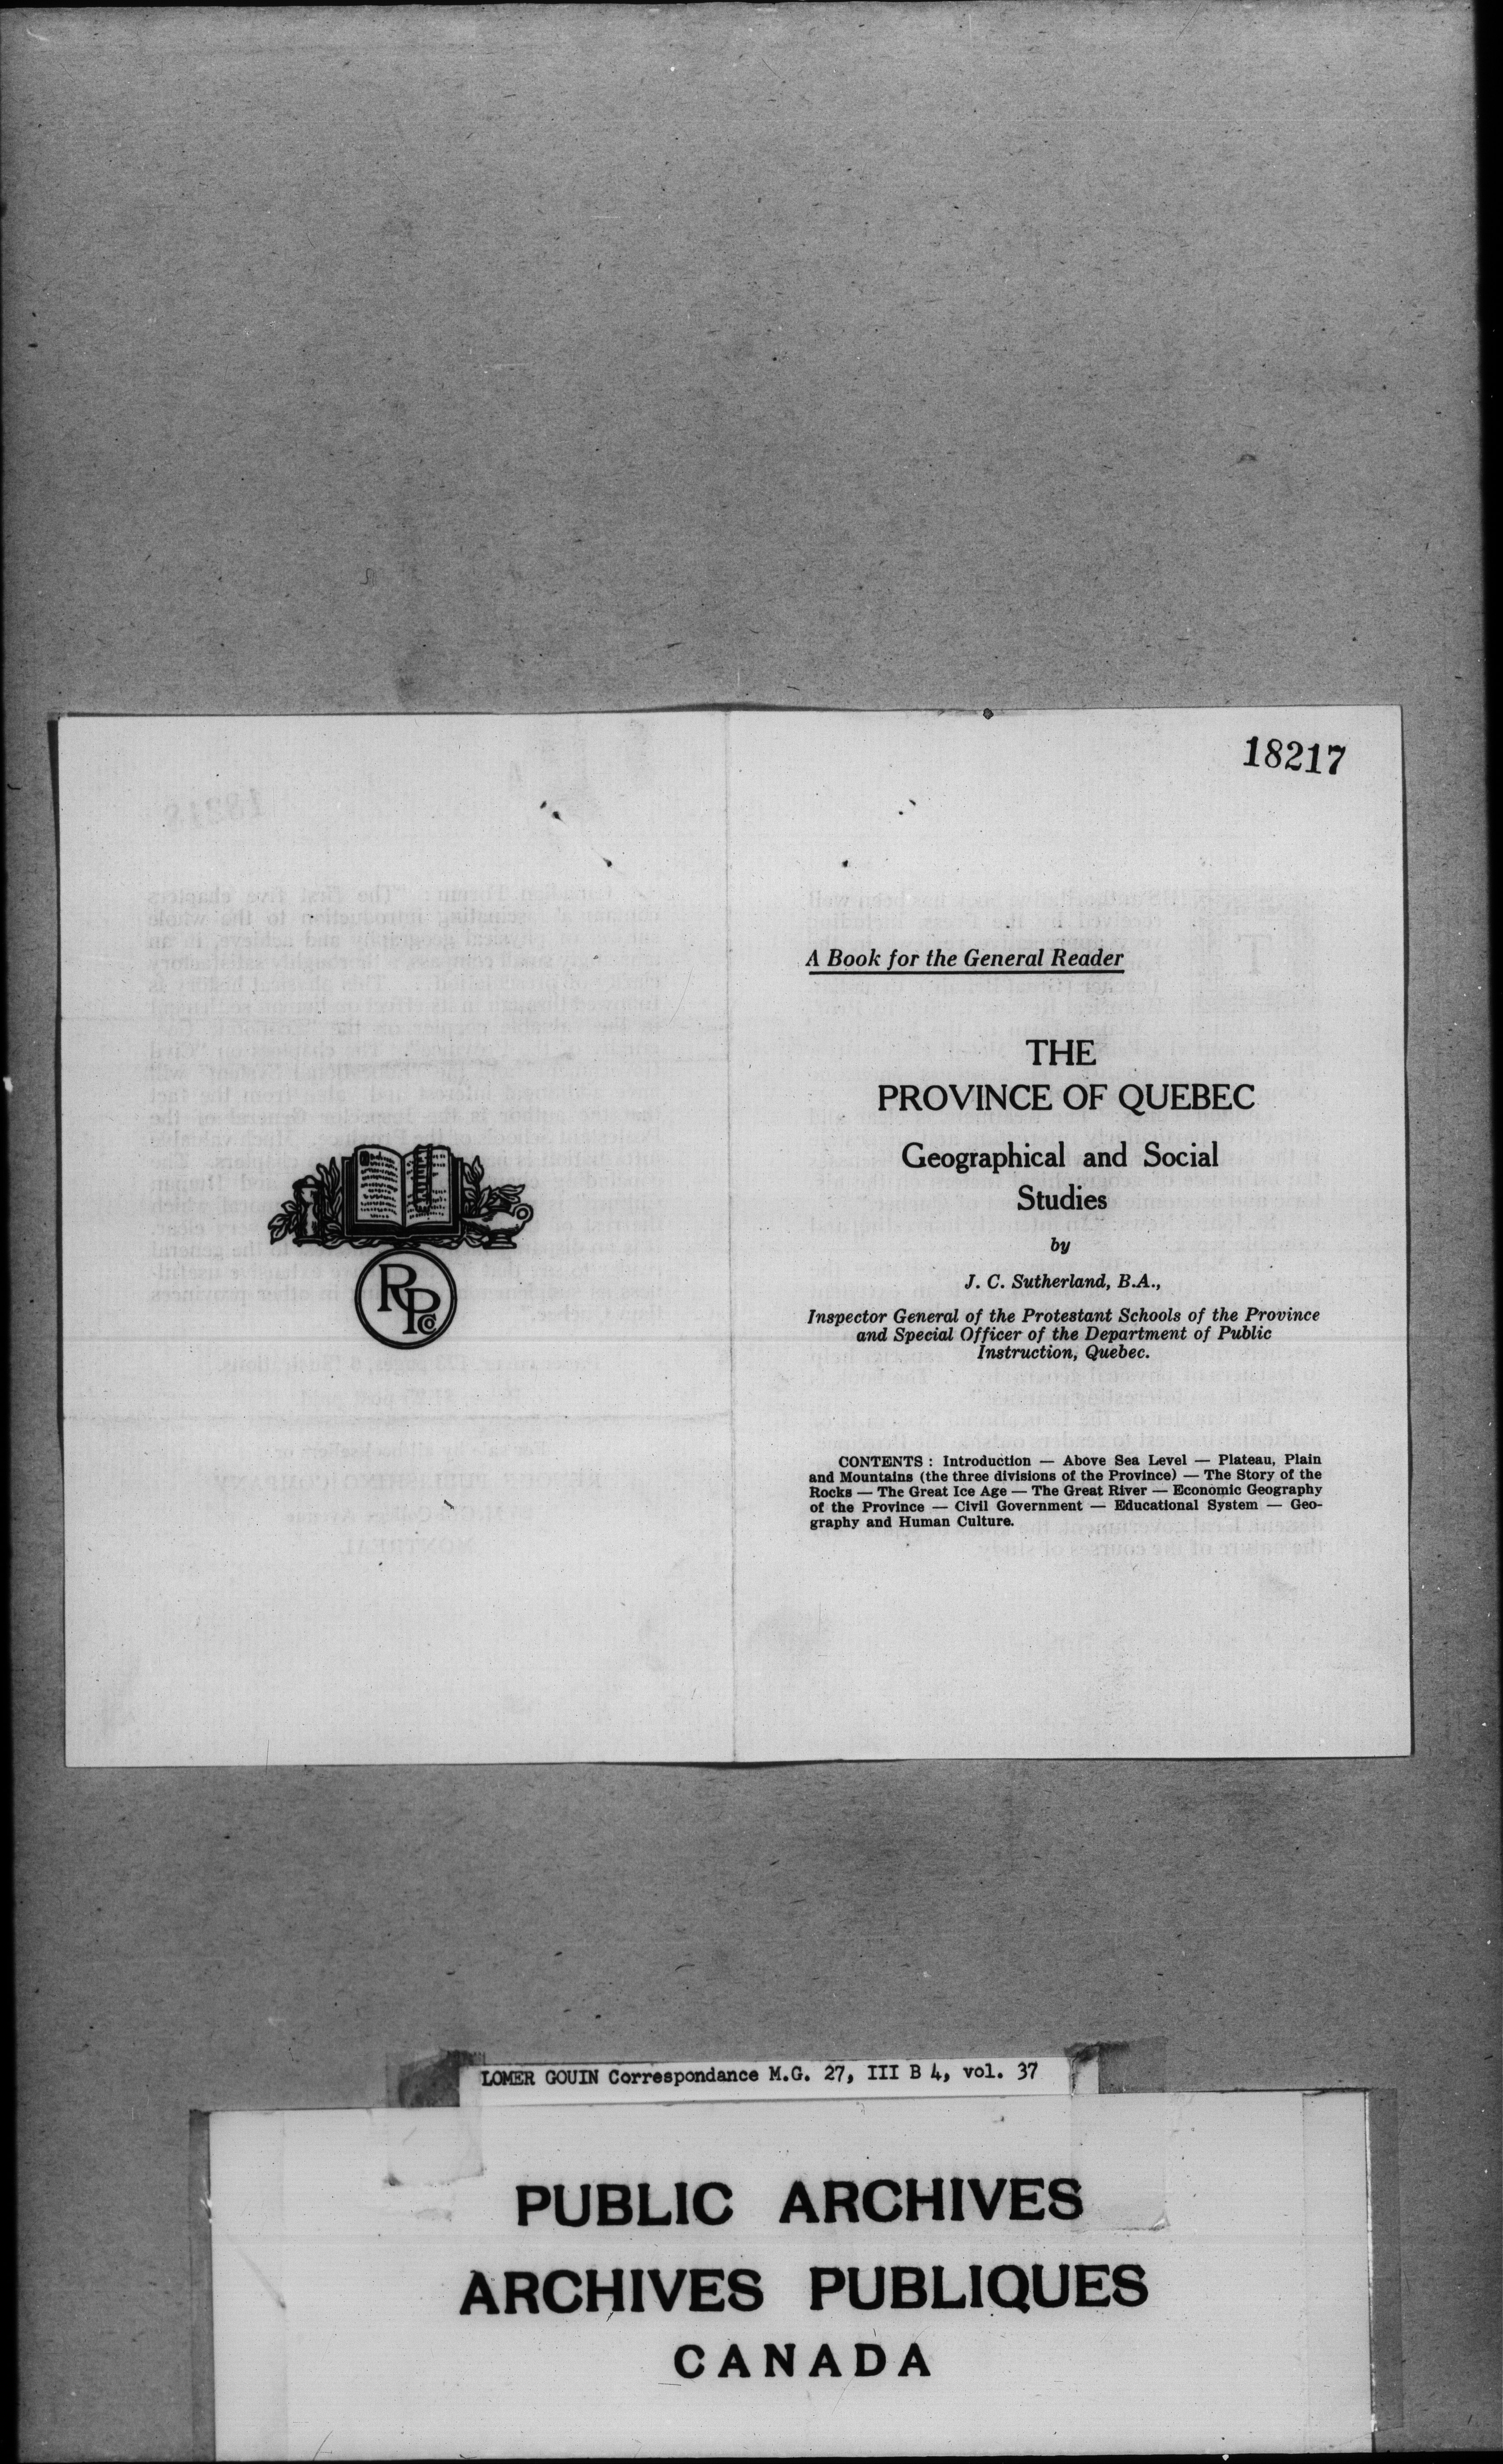 18217
A Book for the General Reader
THE
PROVINCE OF QUEBEC
Geographical and Social
Studies
by
J. C. Sutherland, B.A.,
Inspector General of the Protestant Schools of the Province
and Special Officer of the Department of Public
Instruction, Quebec.
CONTENTS : Introduction — Above Sea Level — Plateau, Plain
and Mountains (the three divisions of the Province) — The Story of the
Rocks — The Great Ice Age — The Great River — Economic Geography
of the Province — Civil Government — Educational System — Geo-
graphy and Human Culture.
RPCo
LOMER GOUIN Correspondance M.G. 27, III B 4, vol. 37
PUBLIC ARCHIVES
ARCHIVES PUBLIQUES
CANADA